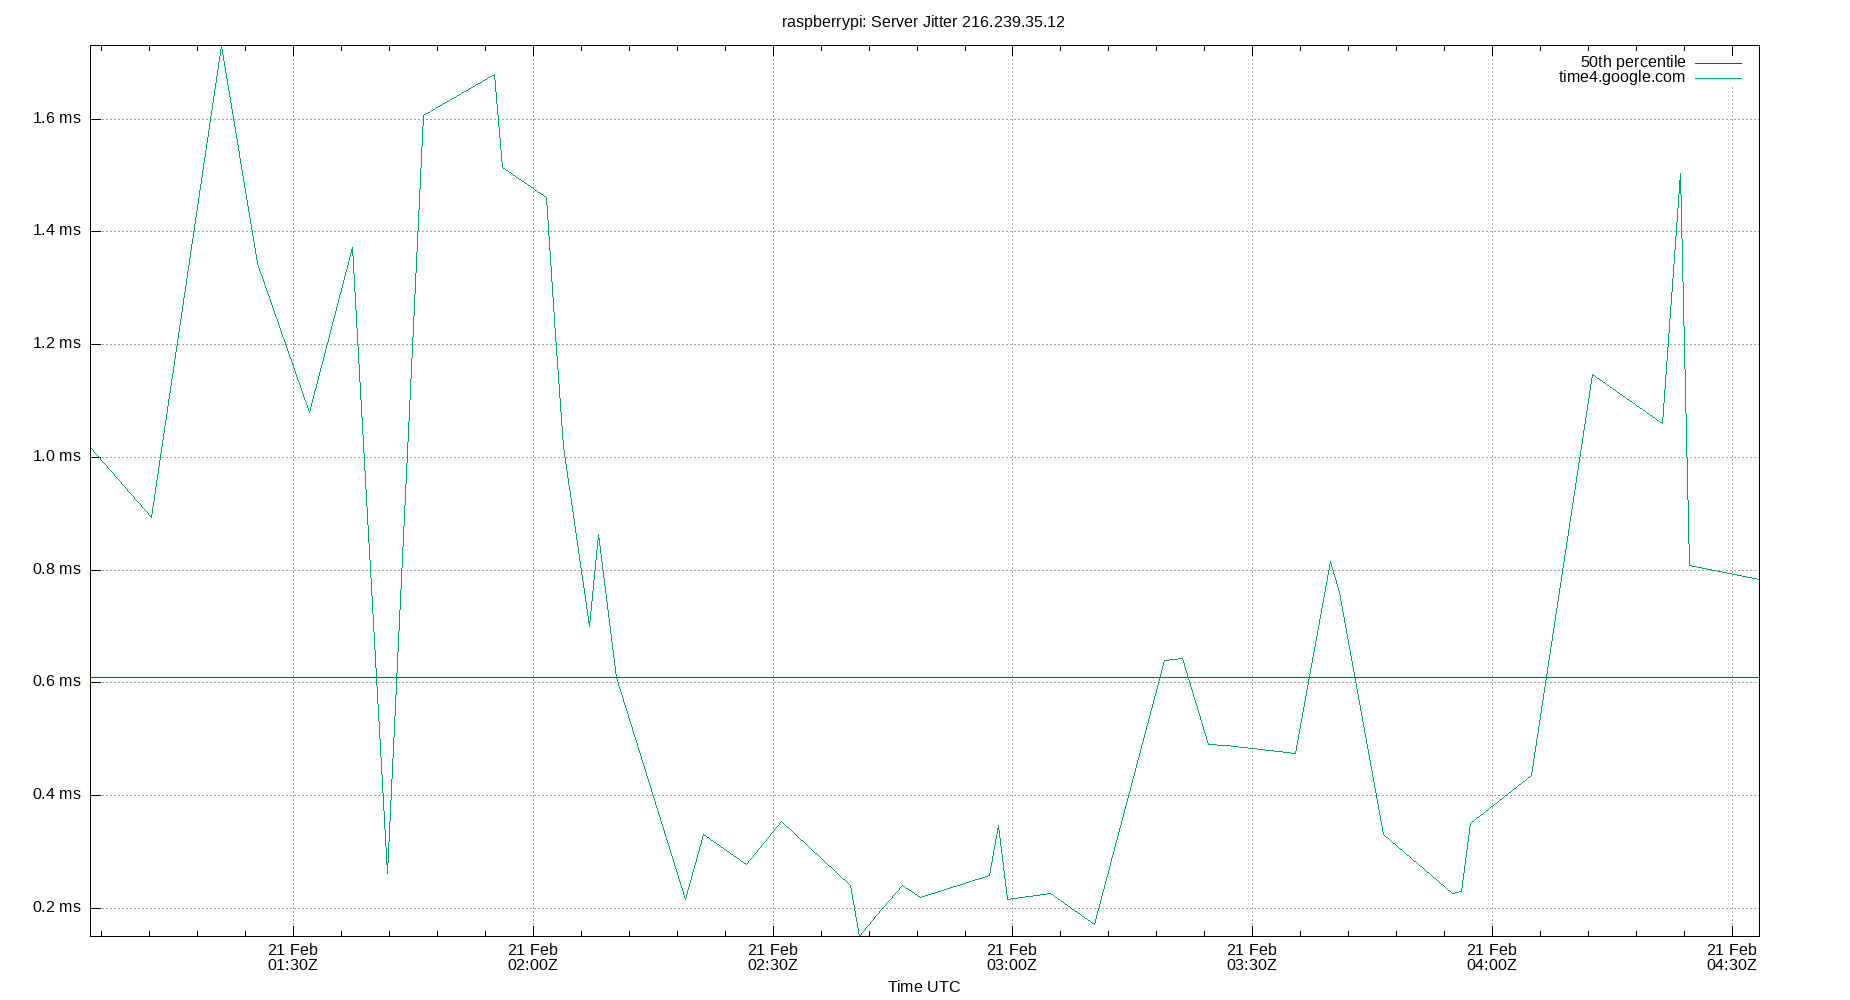 raspberrypi: Server Jitter 216.239.35.12
50th percentile
time4.google.com
1.6 ms
1.4 ms
1.2 ms
1.0 ms
0.8 ms
0.6 ms
0.4 ms
0.2 ms
21 Feb 21 Feb 21 Feb 21 Feb 21 Feb 21 Feb 21 Feb
01:30Z 02:00Z 02:30Z 03:00Z 03:30Z 04:00Z 04:30Z
Time UTC